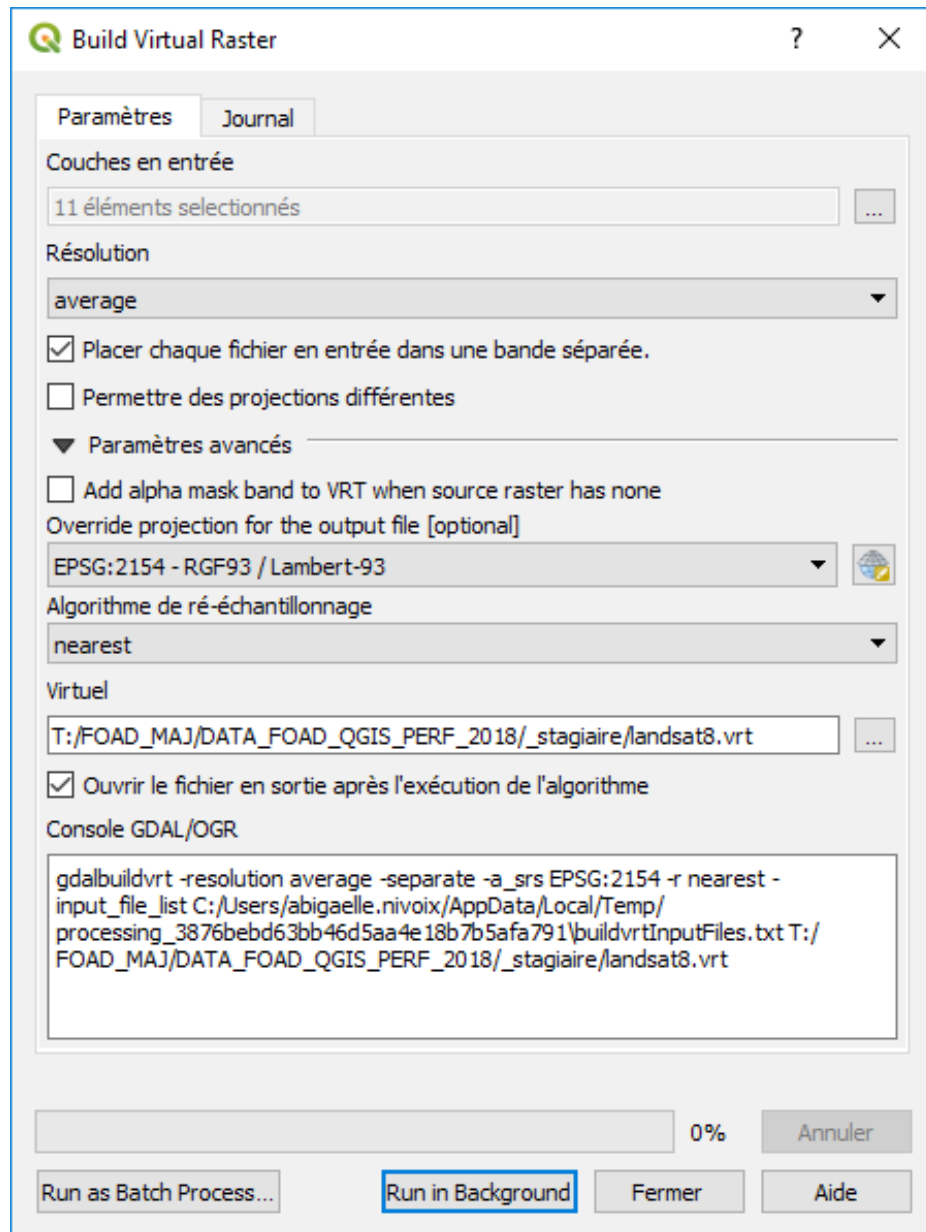 Build Virtual Raster
?
Paramètres
Journal
Couches en entrée
11 éléments selectionnés
...
Résolution
average
Placer chaque fichier en entrée dans une bande séparée.
Permettre des projections différentes
Paramètres avancés
Add alpha mask band to VRT when source raster has none
Override projection for the output file [optional]
EPSG:2154 - RGF93 / Lambert-93
Algorithme de ré-échantillonnage
nearest
Virtuel
T:/FOAD_MAJ/DATA_FOAD_QGIS_PERF_2018/_stagiaire/landsat8.vrt
...
Ouvrir le fichier en sortie après l'exécution de l'algorithme
Console GDAL/OGR
gdalbuildvrt -resolution average -separate -a_srs EPSG:2154 -r nearest -
input_file_list C:/Users/abigaelle.nivoix/AppData/Local/Temp/
processing_3876bebd63bb46d5aa4e18b7b5afa791\buildvrtInputFiles.txt T:/
FOAD_MAJ/DATA_FOAD_QGIS_PERF_2018/_stagiaire/landsat8.vrt
0%
Annuler
Run as Batch Process...
Run in Background
Fermer
Aide